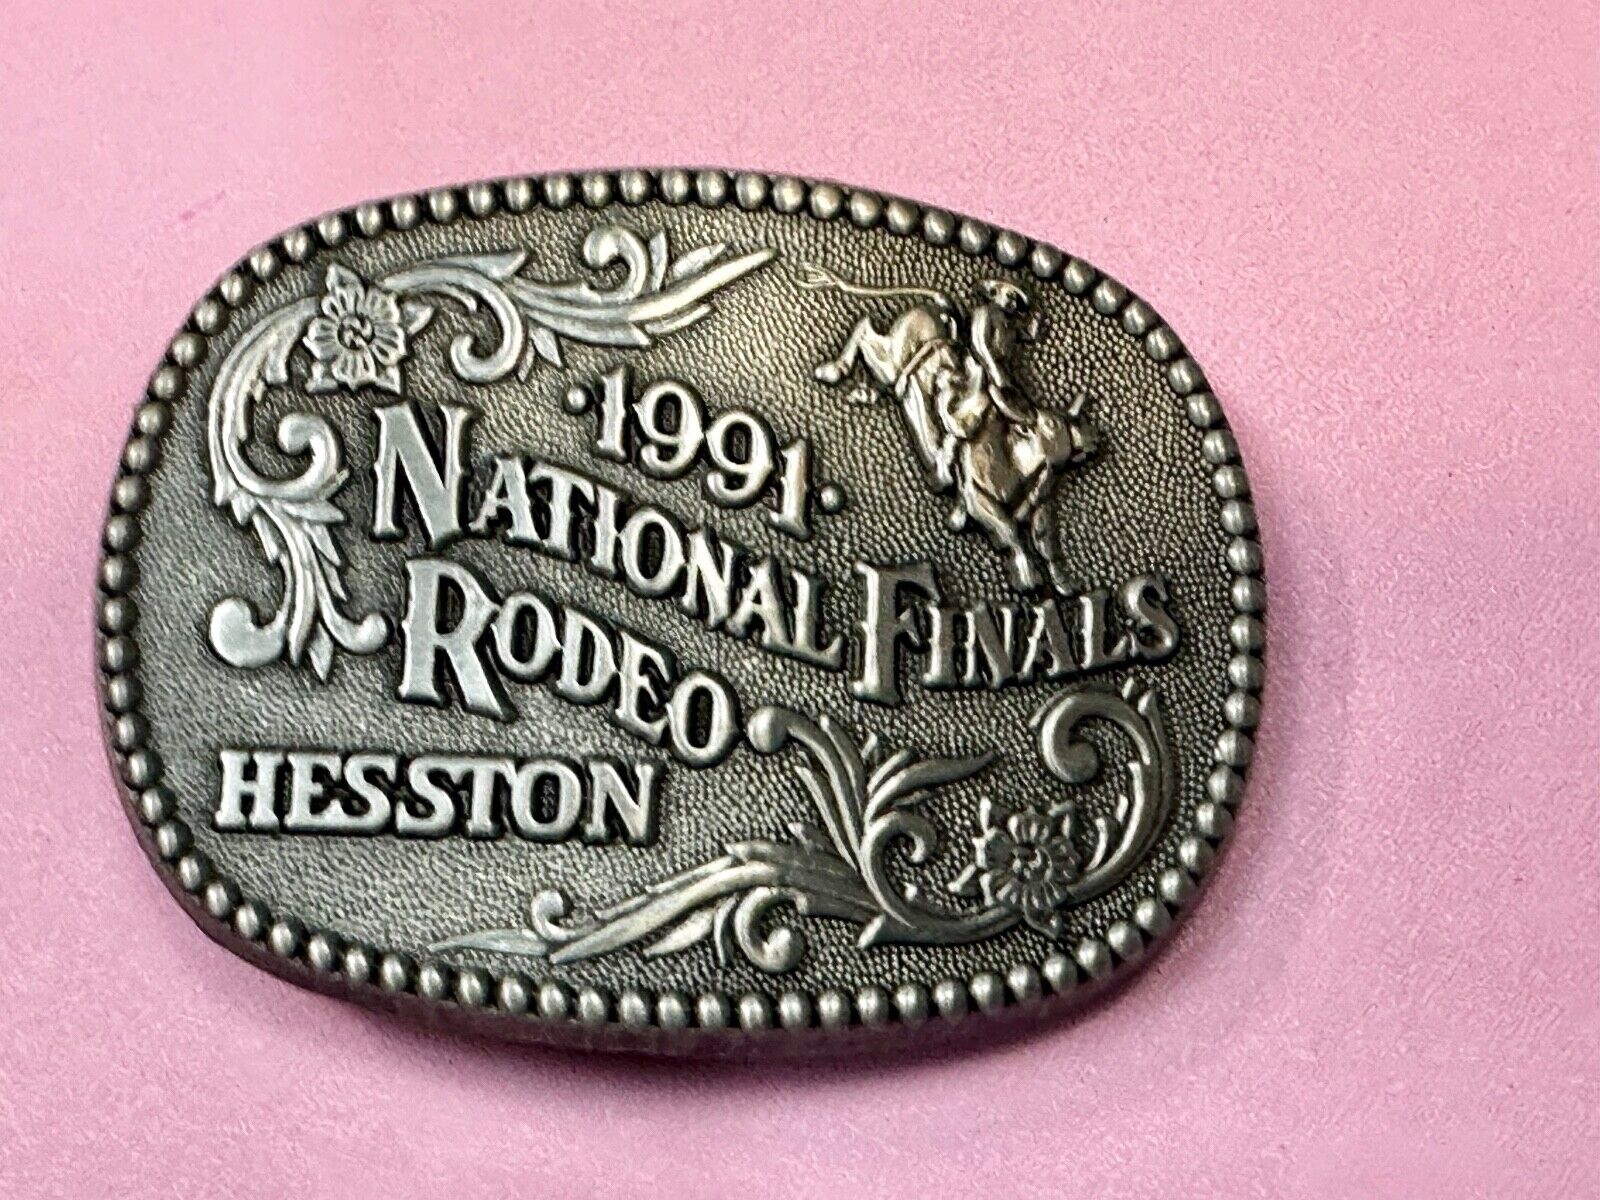 ·1991·
NATIONAL FINALS
RODEO
HESSTON